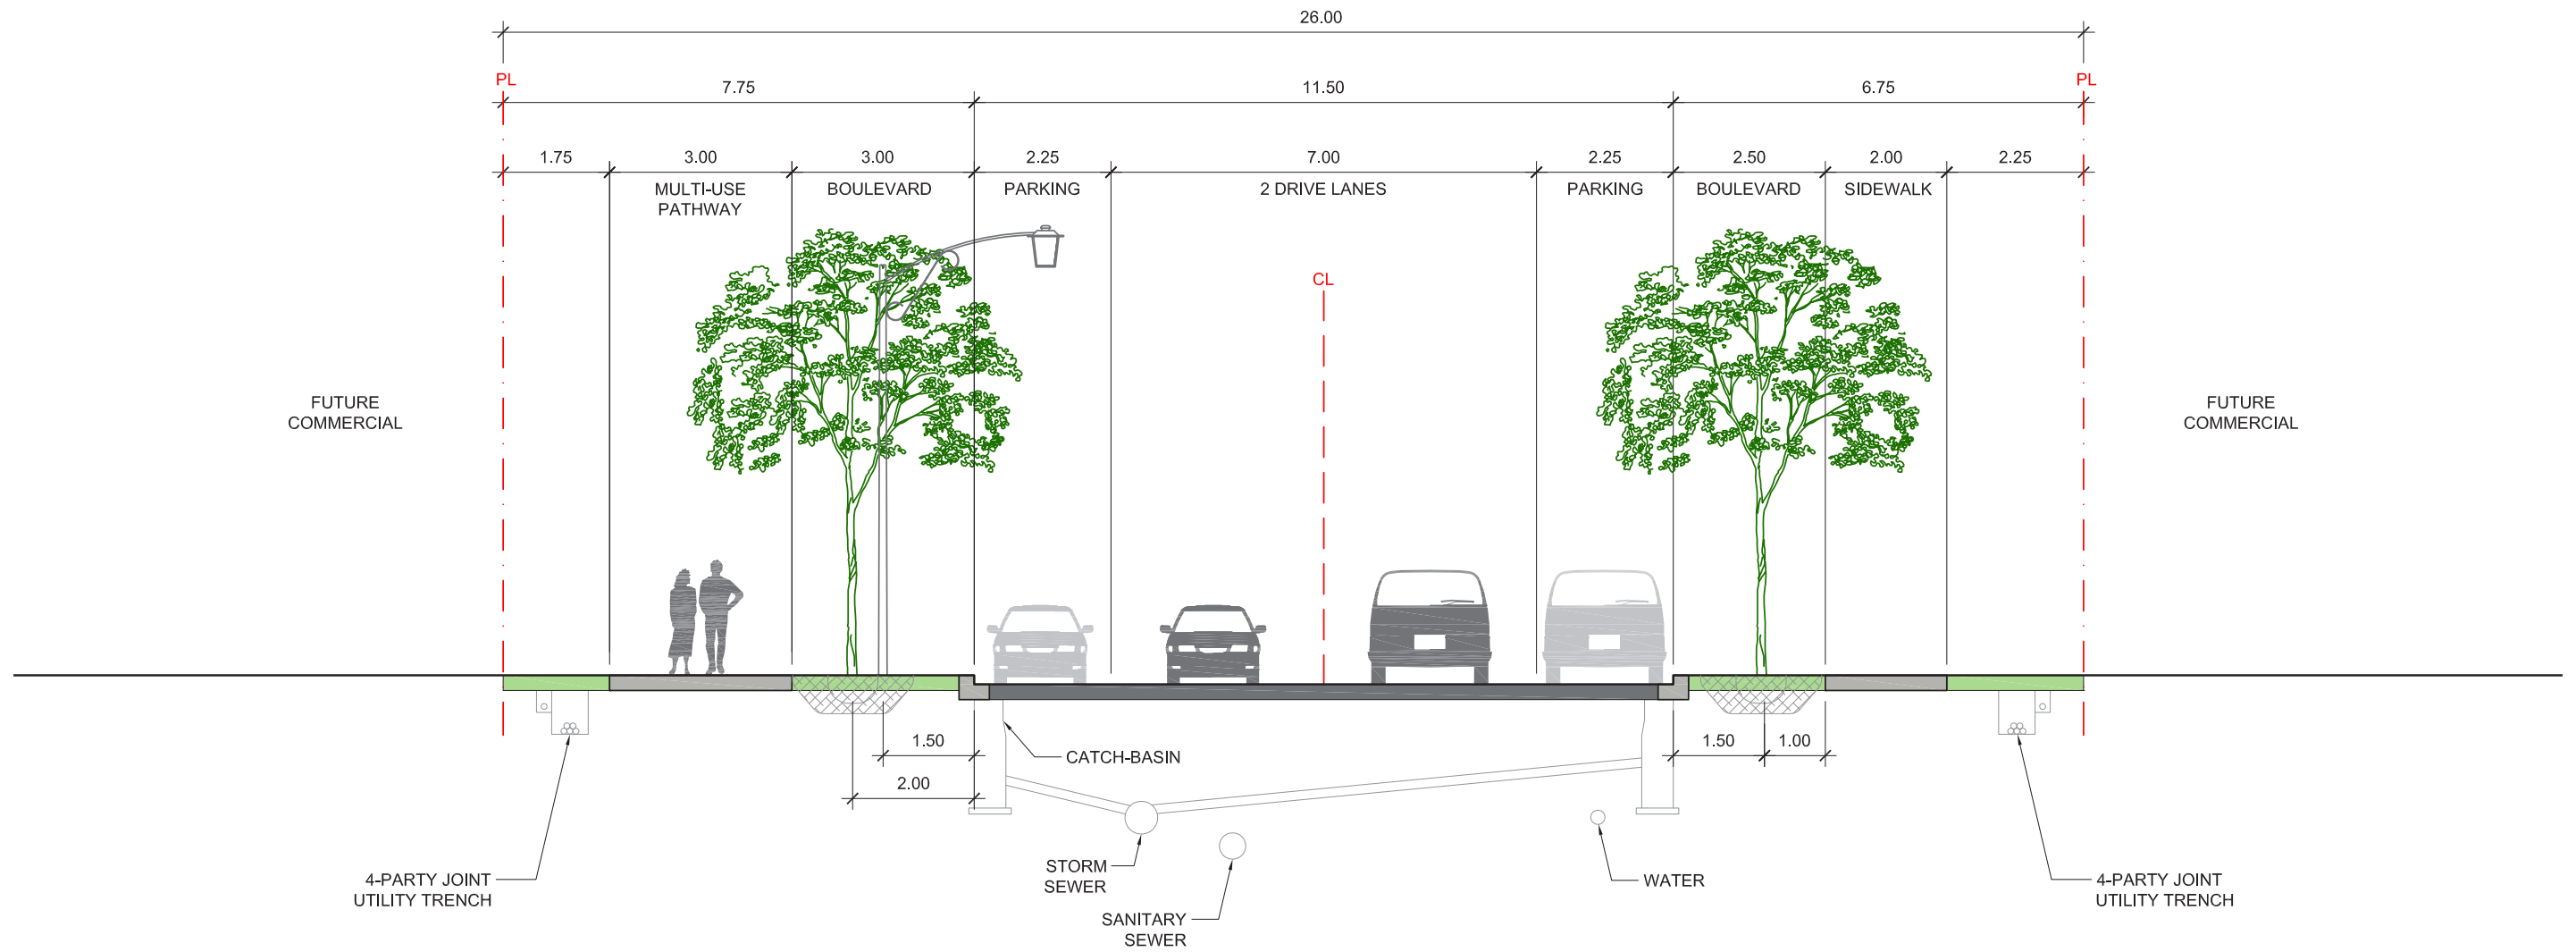 26.00
PL
7.75
11.50
6.75
PL
1.75
3.00
3.00
2.25
7.00
2.25
2.50
2.00
2.25
MULTI-USE
PATHWAY
BOULEVARD
PARKING
2 DRIVE LANES
PARKING
BOULEVARD
SIDEWALK
CL
FUTURE
COMMERCIAL
FUTURE
COMMERCIAL
1.50
CATCH-BASIN
1.50
1.00
2.00
STORM
SEWER
SANITARY
SEWER
WATER
4-PARTY JOINT
UTILITY TRENCH
4-PARTY JOINT
UTILITY TRENCH